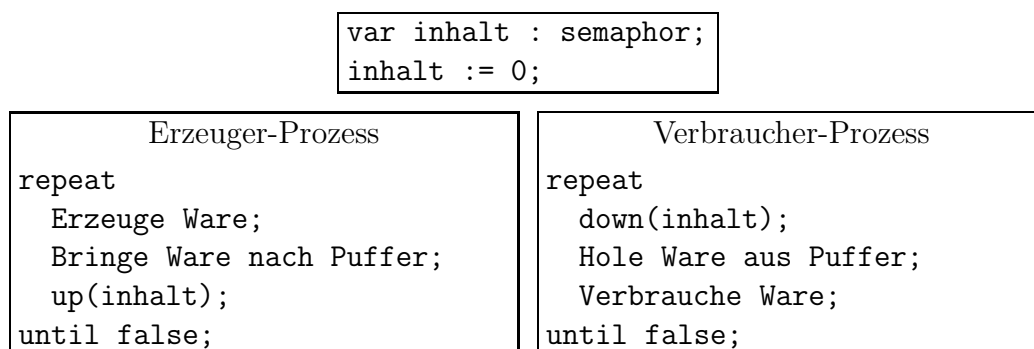 var inhalt : semaphor;
inhalt := 0;
Erzeuger-Prozess
repeat
Erzeuge Ware;
Bringe Ware nach Puffer;
up(inhalt);
until false;
Verbraucher-Prozess
repeat
down(inhalt);
Hole Ware aus Puffer;
Verbrauche Ware;
until false;